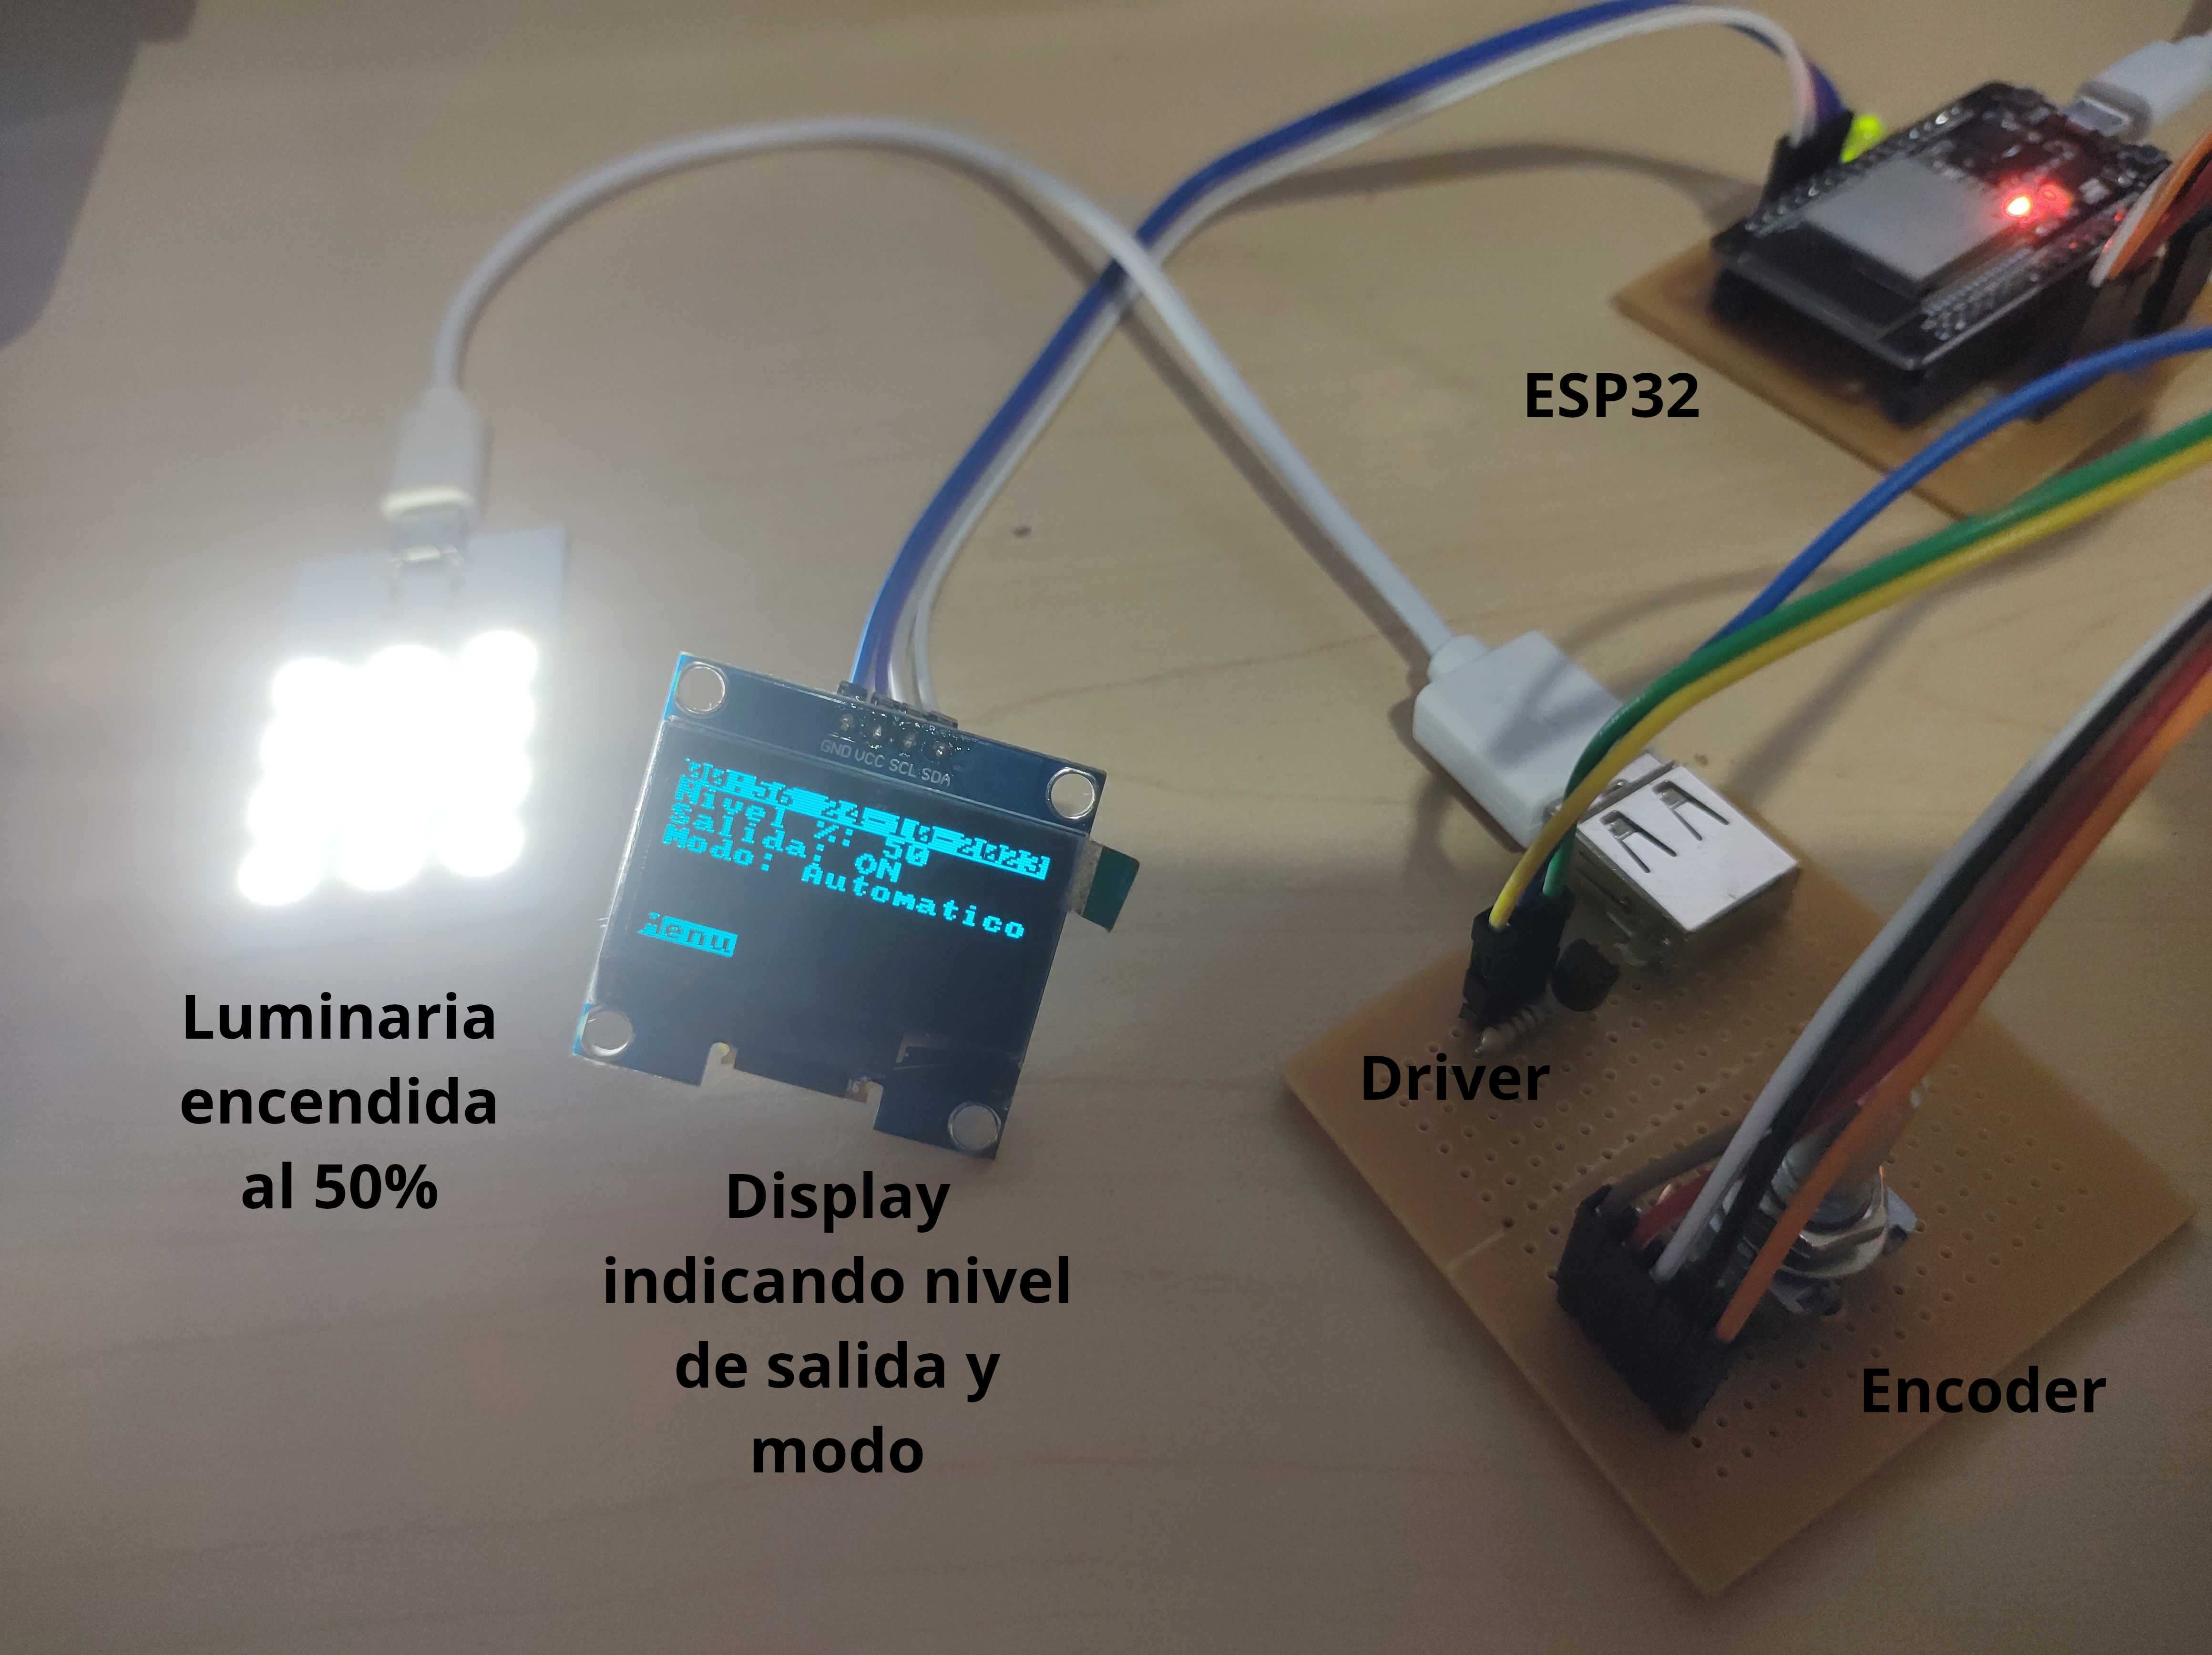 ESP32
GND VCC SCL SDA
Nivel %: 50
Salida: ON
Modo: Automatico
Menu
Luminaria
encendida
al 50%
Driver
Display
indicando nivel
de salida y
modo
Encoder